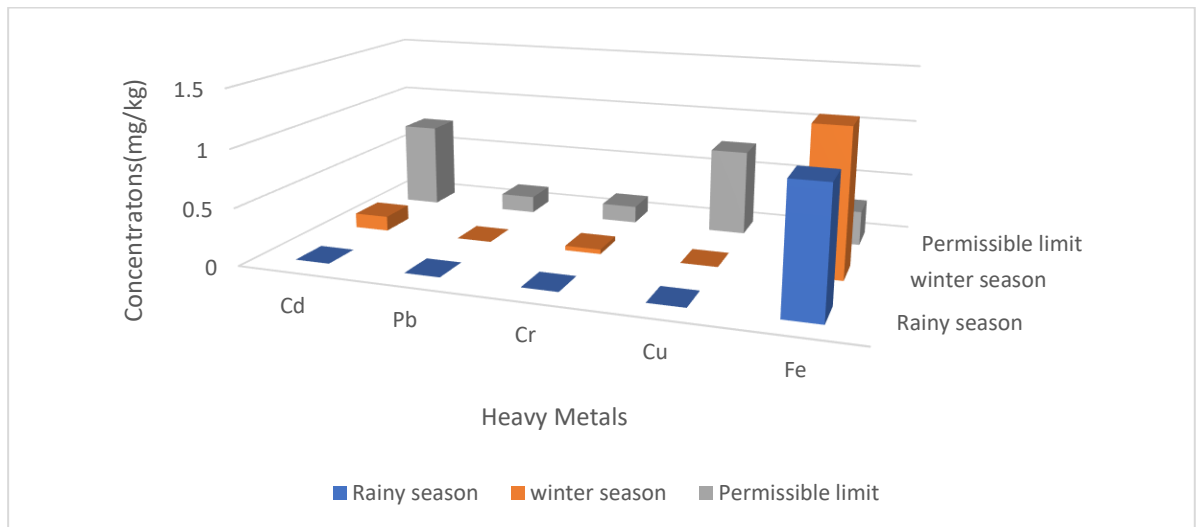 Concentratons(mg/kg)
1.5
1
0.5
0
Cd
Pb
Cr
Cu
Fe
Permissible limit
winter season
Rainy season
Heavy Metals
Rainy season winter season Permissible limit